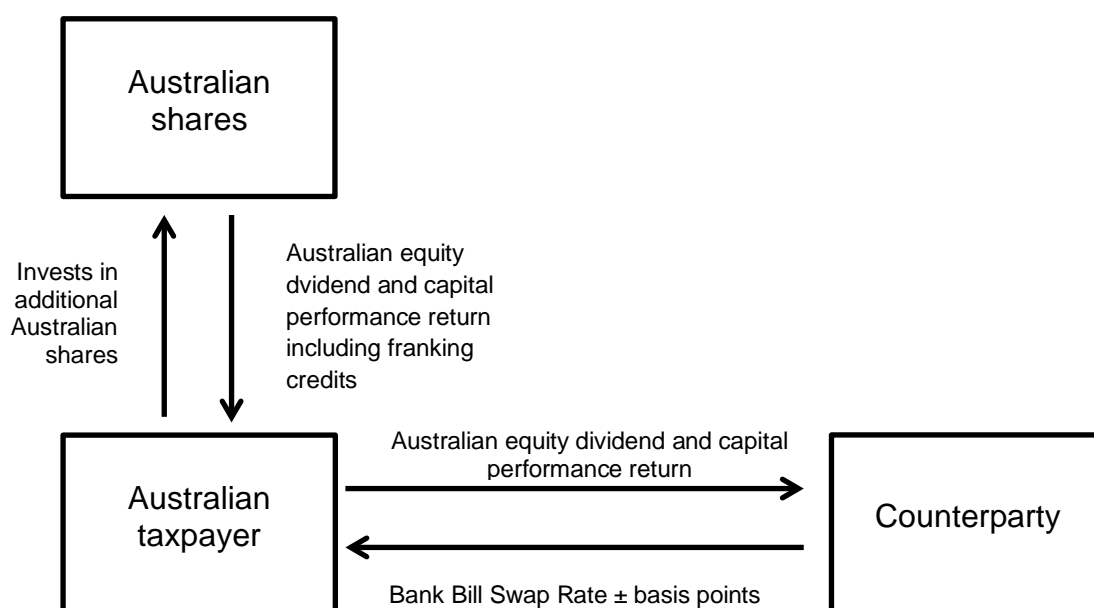 Australian
shares
Invests in
additional
Australian
shares
Australian equity
dvidend and capital
performance return
including franking
credits
Australian equity dividend and capital
performance return
Australian
taxpayer
Counterparty
Bank Bill Swap Rate ± basis points